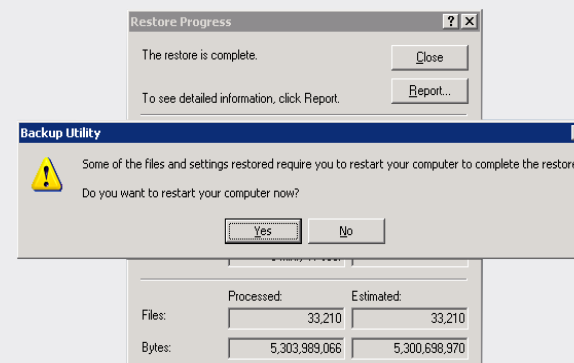 Restore Progress
The restore is complete.
Close
To see detailed information, click Report.
Report...
Backup Utility
Some of the files and settings restored require you to restart your computer to complete the restore
Do you want to restart your computer now?
Yes
No
Processed:
Estimated:
Files:
33,210
33,210
Bytes:
5,303,989,066
5,300,698,970